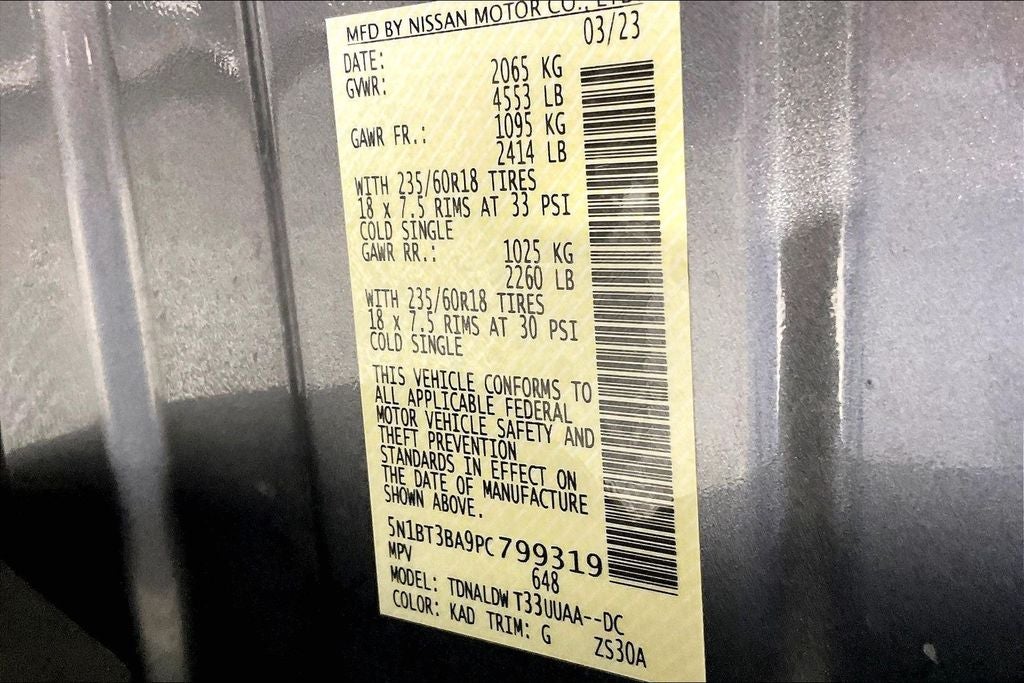 MFD BY NISSAN MOTOR CO., LTD.
DATE: 03/23
GVWR: 2065 KG
4553 LB
GAWR FR.: 1095 KG
2414 LB
WITH 235/60R18 TIRES
18 x 7.5 RIMS AT 33 PSI
COLD SINGLE
GAWR RR.: 1025 KG
2260 LB
WITH 235/60R18 TIRES
18 x 7.5 RIMS AT 30 PSI
COLD SINGLE
THIS VEHICLE CONFORMS TO
ALL APPLICABLE FEDERAL
MOTOR VEHICLE SAFETY AND
THEFT PREVENTION
STANDARDS IN EFFECT ON
THE DATE OF MANUFACTURE
SHOWN ABOVE.
5N1BT3BA9PC799319
MPV 648
MODEL: TDNALDW T33UUAA--DC
COLOR: KAD TRIM: G ZS30A